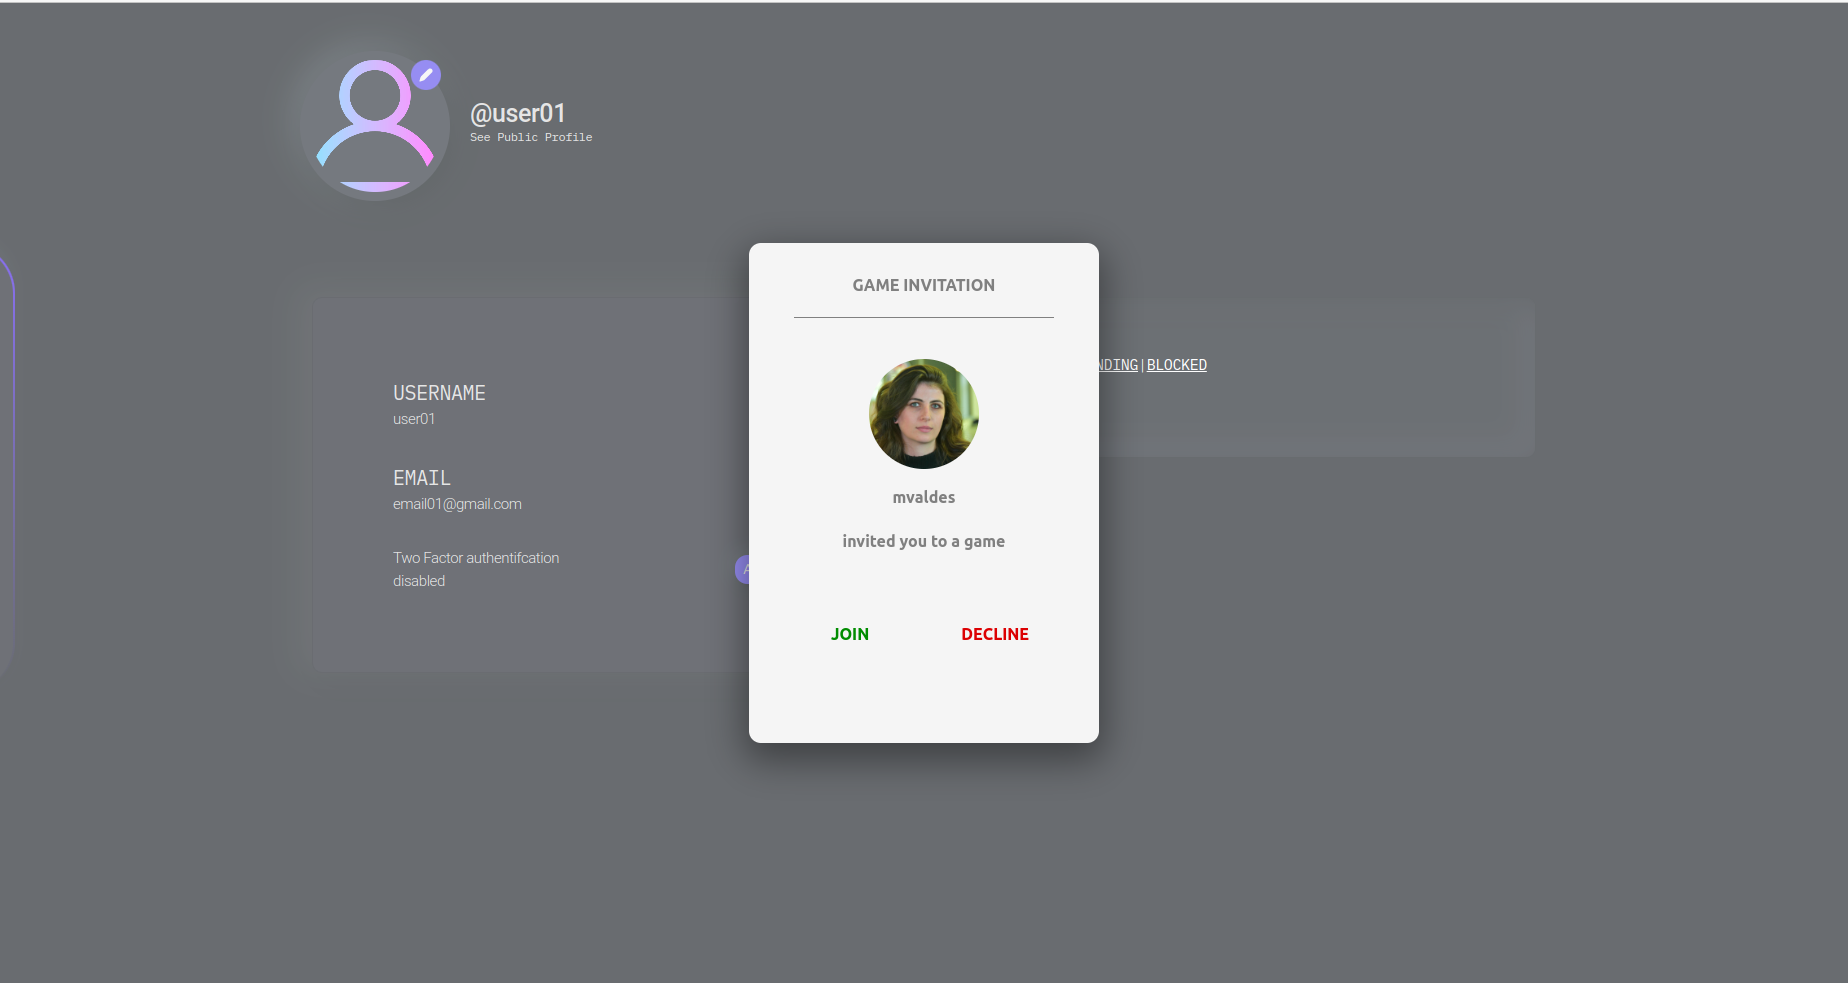 @user01
See Public Profile
GAME INVITATION
NDING|BLOCKED
USERNAME
user01
EMAIL
email01@gmail.com
mvaldes
invited you to a game
Two Factor authentifcation
disabled
JOIN
DECLINE